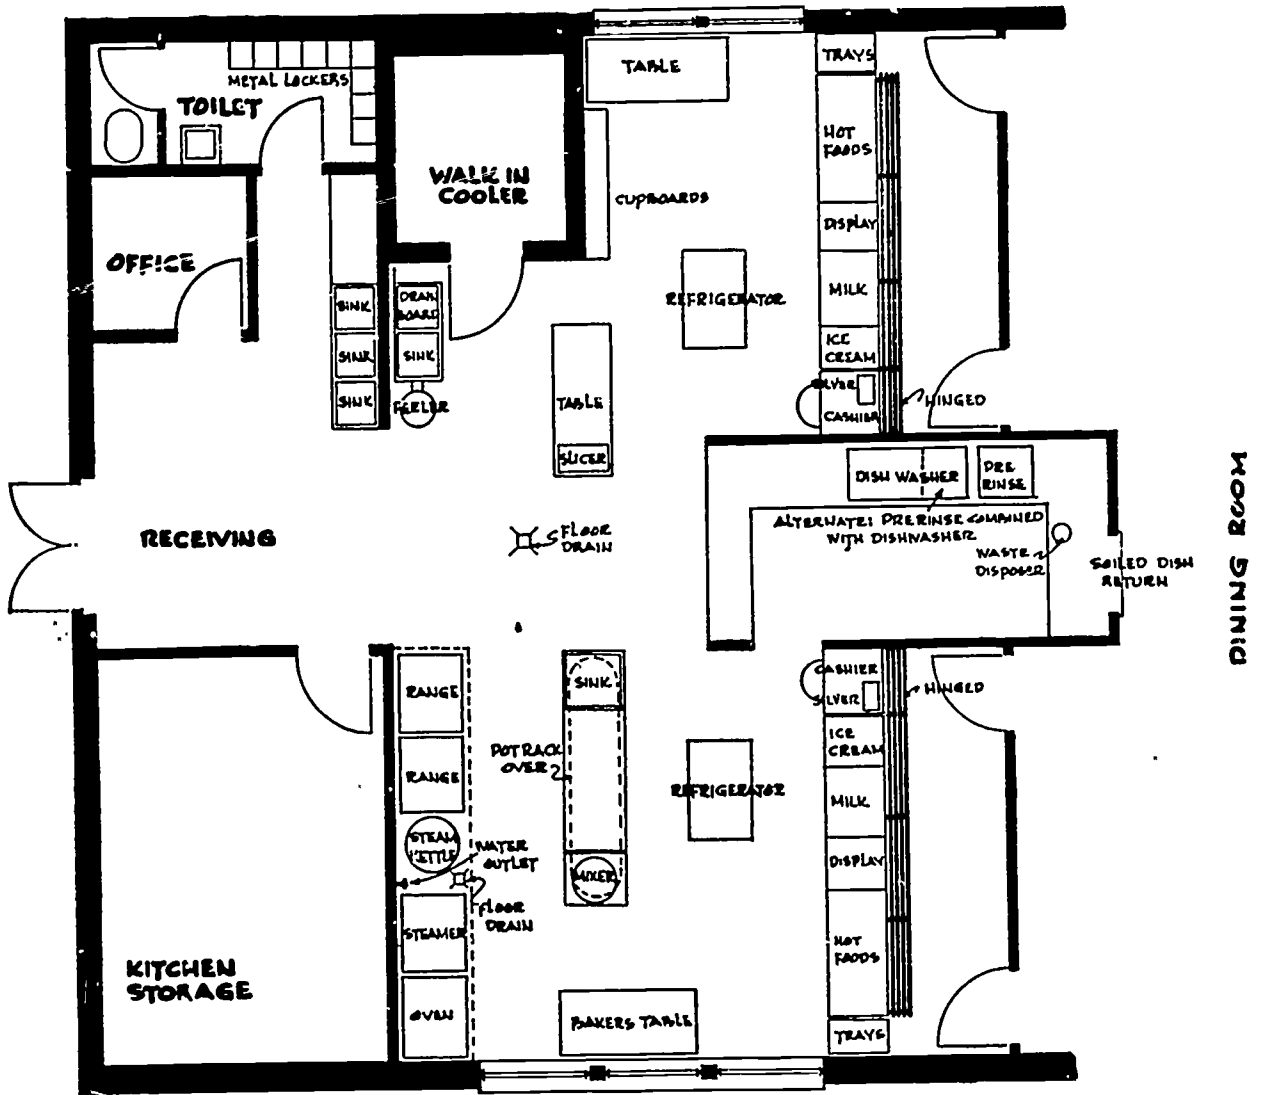 TABLE
TRAYS
METAL LOCKERS
TOILET
HOT
FOODS
WALK IN
COOLER
CUPBOARDS
DISPLAY
OFFICE
MILK
REFRIGERATOR
SINK
DRAIN
BOARD
ICE
CREAM
SINK
SINK
SILVER
CASHIER
HINGED
SINK
PEELER
TABLE
SLICER
DISH WASHER
PRE
RINSE
ALTERNATE: PRERINSE COMBINED
WITH DISHWASHER
RECEIVING
FLOOR
DRAIN
WASTE
DISPOSER
SOILED DISH
RETURN
DINING ROOM
RANGE
SINK
CASHIER
SILVER
HINGED
ICE
CREAM
POT RACK
OVER
RANGE
REFRIGERATOR
MILK
STEAM
KETTLE
WATER
OUTLET
MIXER
DISPLAY
FLOOR
DRAIN
STEAMER
HOT
FOODS
KITCHEN
STORAGE
OVEN
BAKERS TABLE
TRAYS